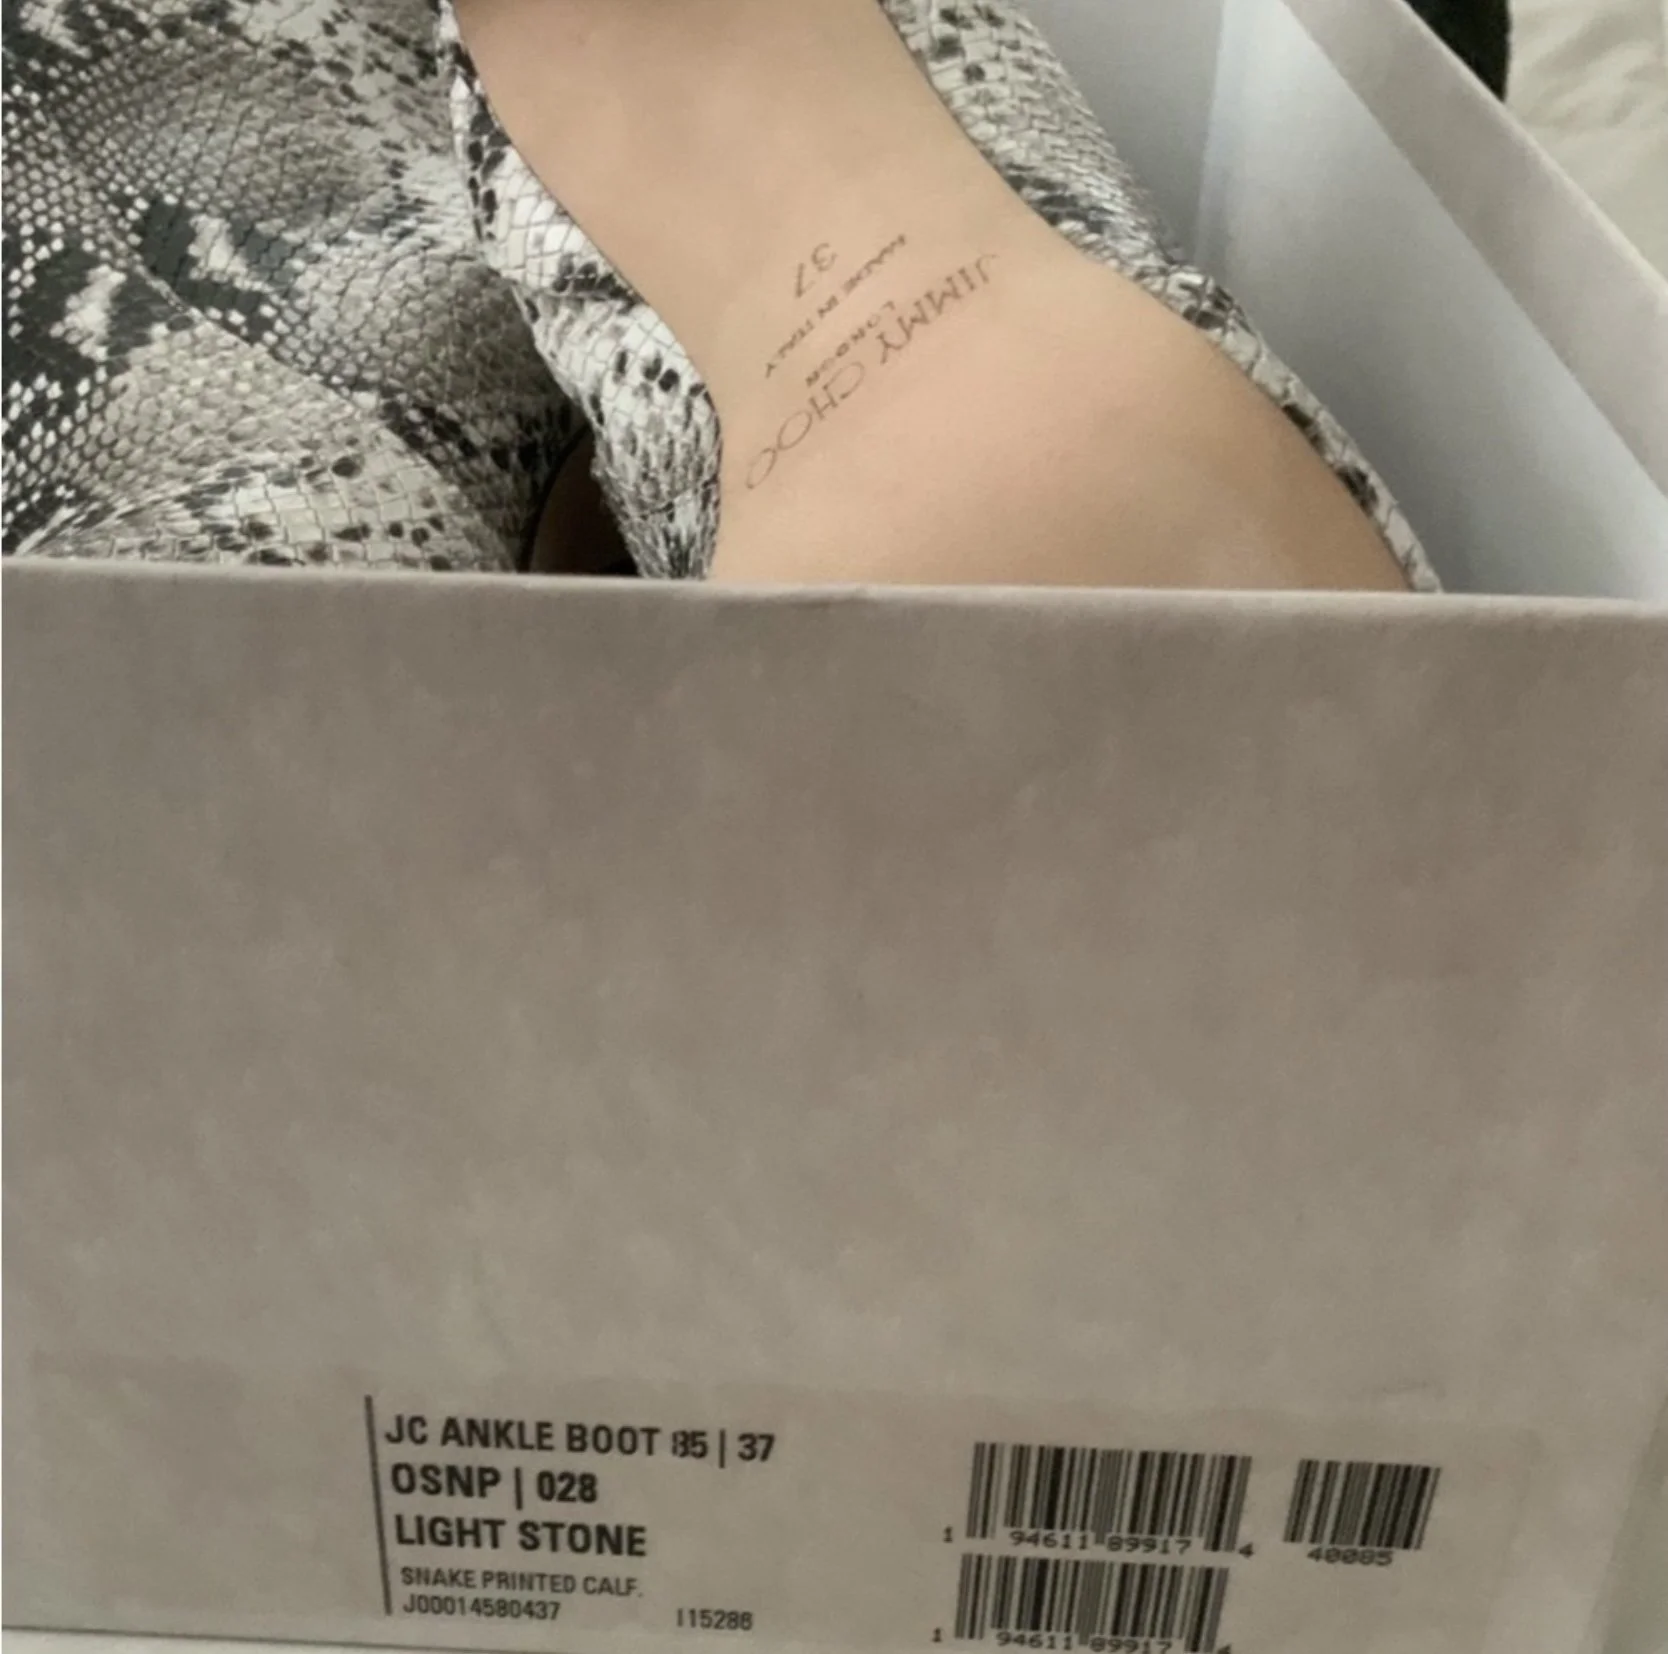 JIMMY CHOO
LONDON
MADE IN ITALY
37
JC ANKLE BOOT 85 | 37
OSNP | 028
LIGHT STONE
SNAKE PRINTED CALF.
J00014580437 115286
1 94611 89917 4
40085
1 94611 89917 4